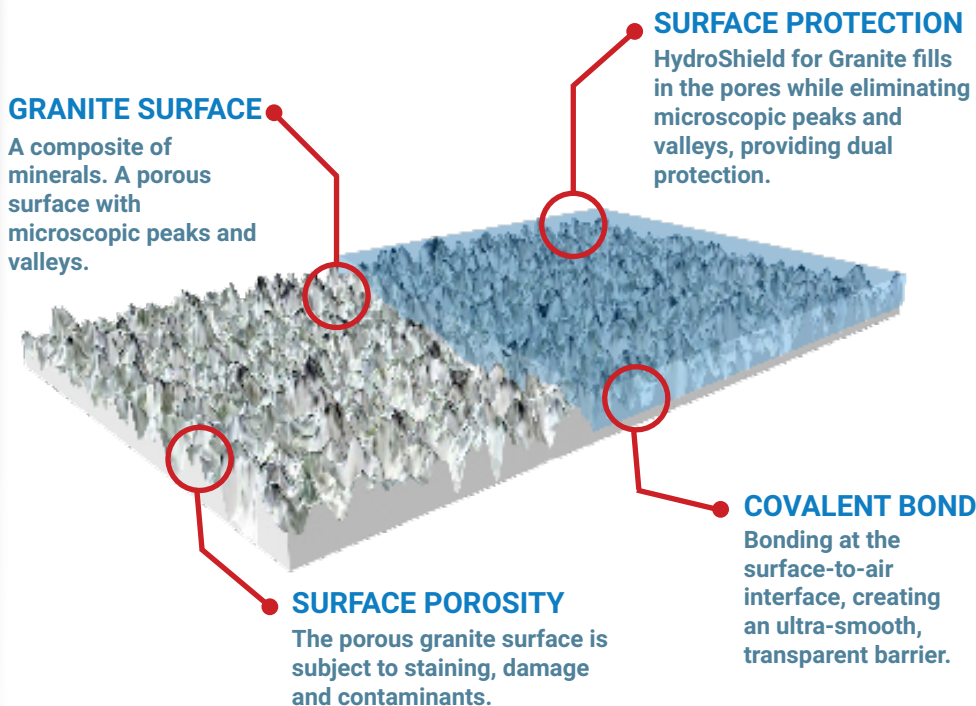 SURFACE PROTECTION
HydroShield for Granite fills
in the pores while eliminating
microscopic peaks and
valleys, providing dual
protection.
GRANITE SURFACE
A composite of
minerals. A porous
surface with
microscopic peaks and
valleys.
COVALENT BOND
Bonding at the
surface-to-air
interface, creating
an ultra-smooth,
transparent barrier.
SURFACE POROSITY
The porous granite surface is
subject to staining, damage
and contaminants.